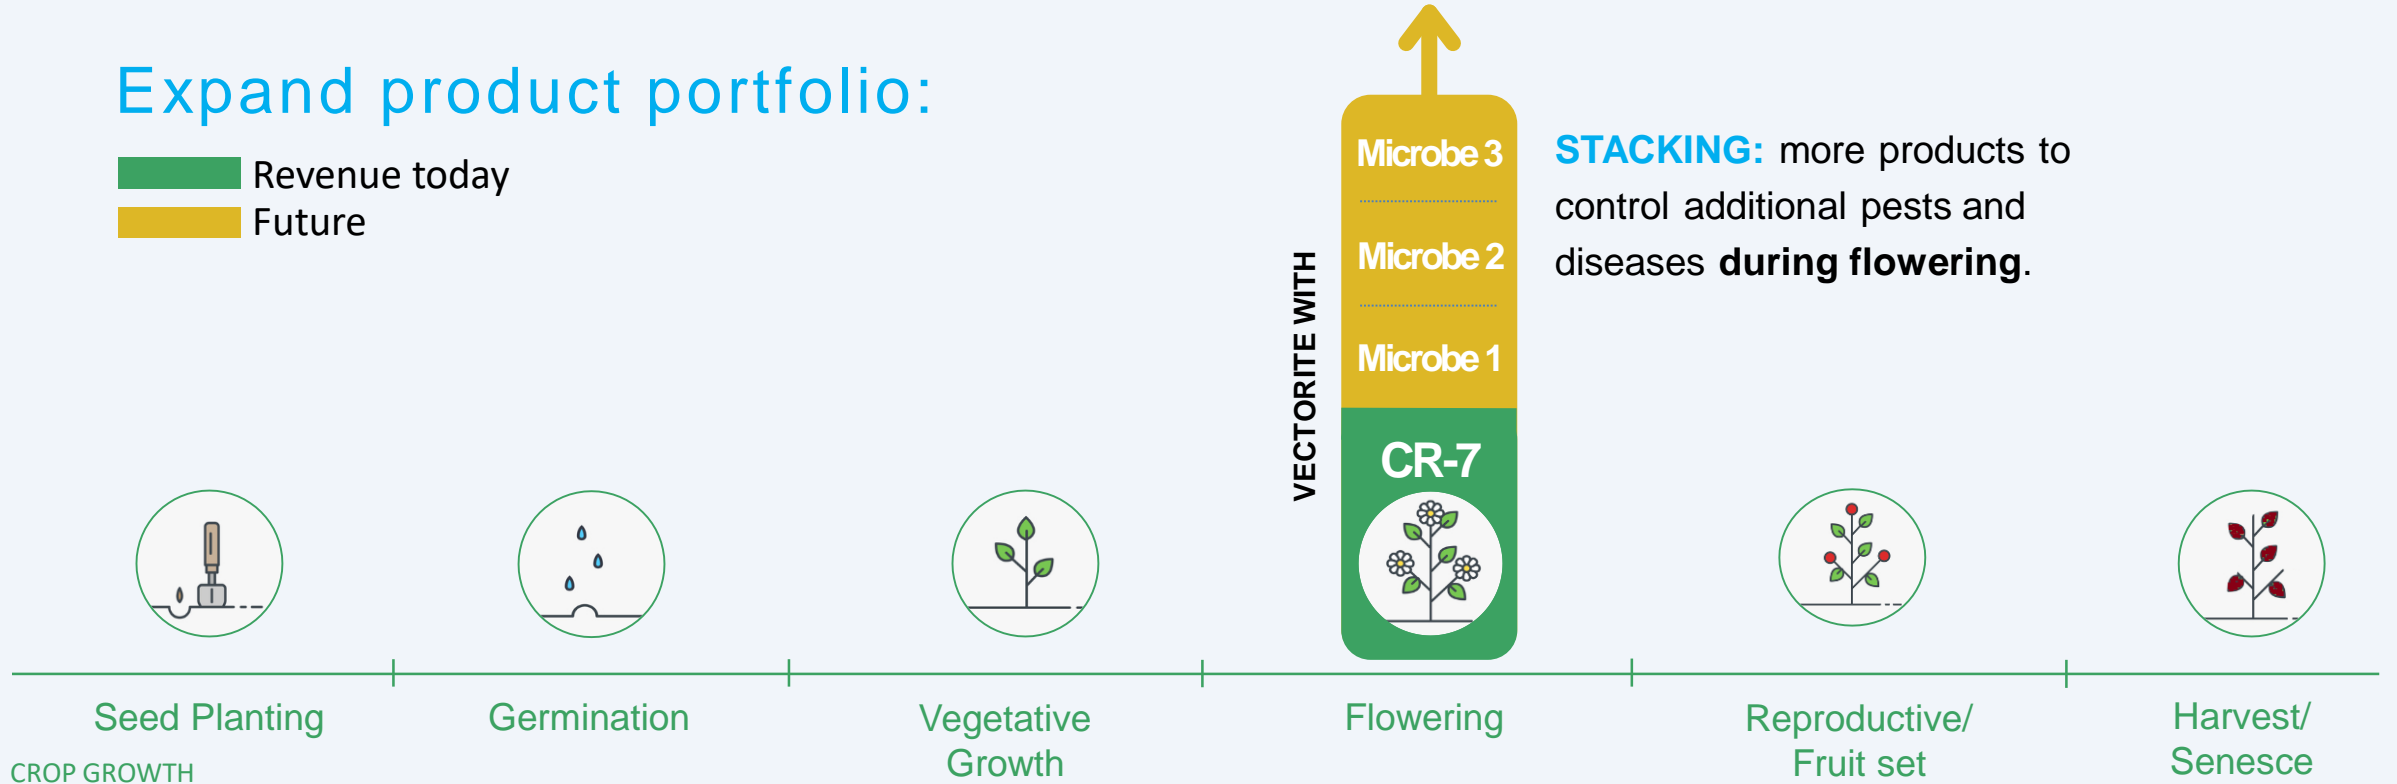 Expand product portfolio:
Revenue today
Future
VECTORITE WITH
Microbe 3
Microbe 2
Microbe 1
CR-7
STACKING: more products to
control additional pests and
diseases during flowering.
Seed Planting
Germination
Vegetative
Growth
Flowering
Reproductive/
Fruit set
Harvest/
Senesce
CROP GROWTH